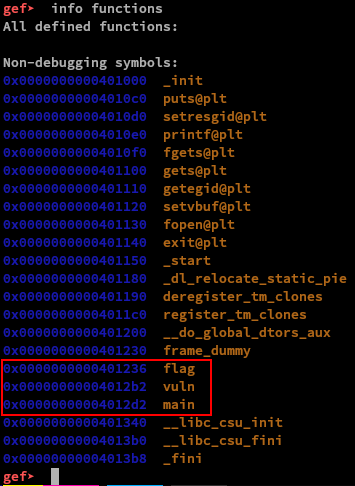 gef➤  info functions
All defined functions:
Non-debugging symbols:
0x0000000000401000  _init
0x00000000004010c0  puts@plt
0x00000000004010d0  setresgid@plt
0x00000000004010e0  printf@plt
0x00000000004010f0  fgets@plt
0x0000000000401100  gets@plt
0x0000000000401110  getegid@plt
0x0000000000401120  setvbuf@plt
0x0000000000401130  fopen@plt
0x0000000000401140  exit@plt
0x0000000000401150  _start
0x0000000000401180  _dl_relocate_static_pie
0x0000000000401190  deregister_tm_clones
0x00000000004011c0  register_tm_clones
0x0000000000401200  __do_global_dtors_aux
0x0000000000401230  frame_dummy
0x0000000000401236  flag
0x00000000004012b2  vuln
0x00000000004012d2  main
0x0000000000401340  __libc_csu_init
0x00000000004013b0  __libc_csu_fini
0x00000000004013b8  _fini
gef➤